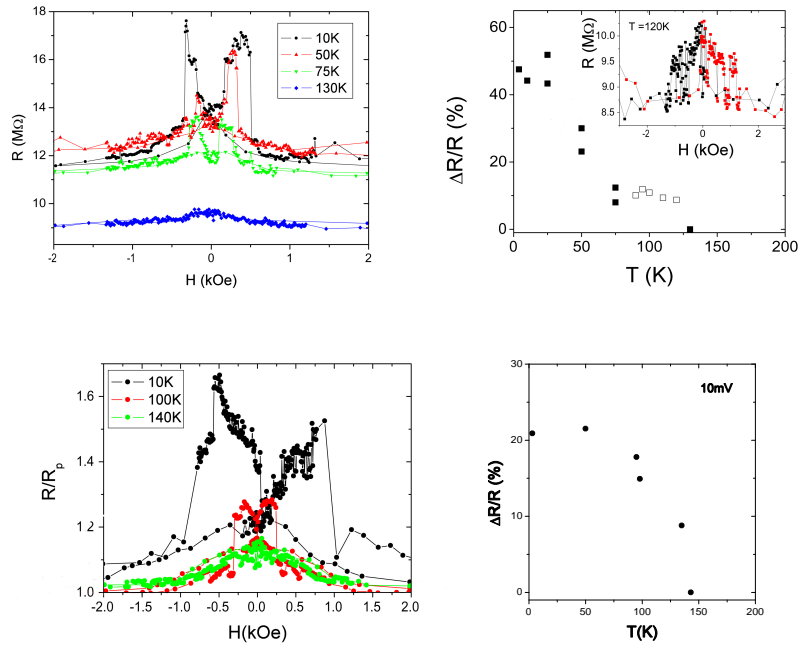 18
16
14
12
10
R (MΩ)
-2
-1
0
1
2
H (kOe)
10K
50K
75K
130K
60
40
20
0
ΔR/R (%)
0
50
100
150
200
T (K)
T =120K
10.0
9.5
9.0
8.5
R (MΩ)
-2
0
2
H (kOe)
1.6
1.4
1.2
1.0
R/Rp
-2.0
-1.5
-1.0
-0.5
0.0
0.5
1.0
1.5
2.0
H(kOe)
10K
100K
140K
30
20
10
0
ΔR/R (%)
0
50
100
150
200
T(K)
10mV